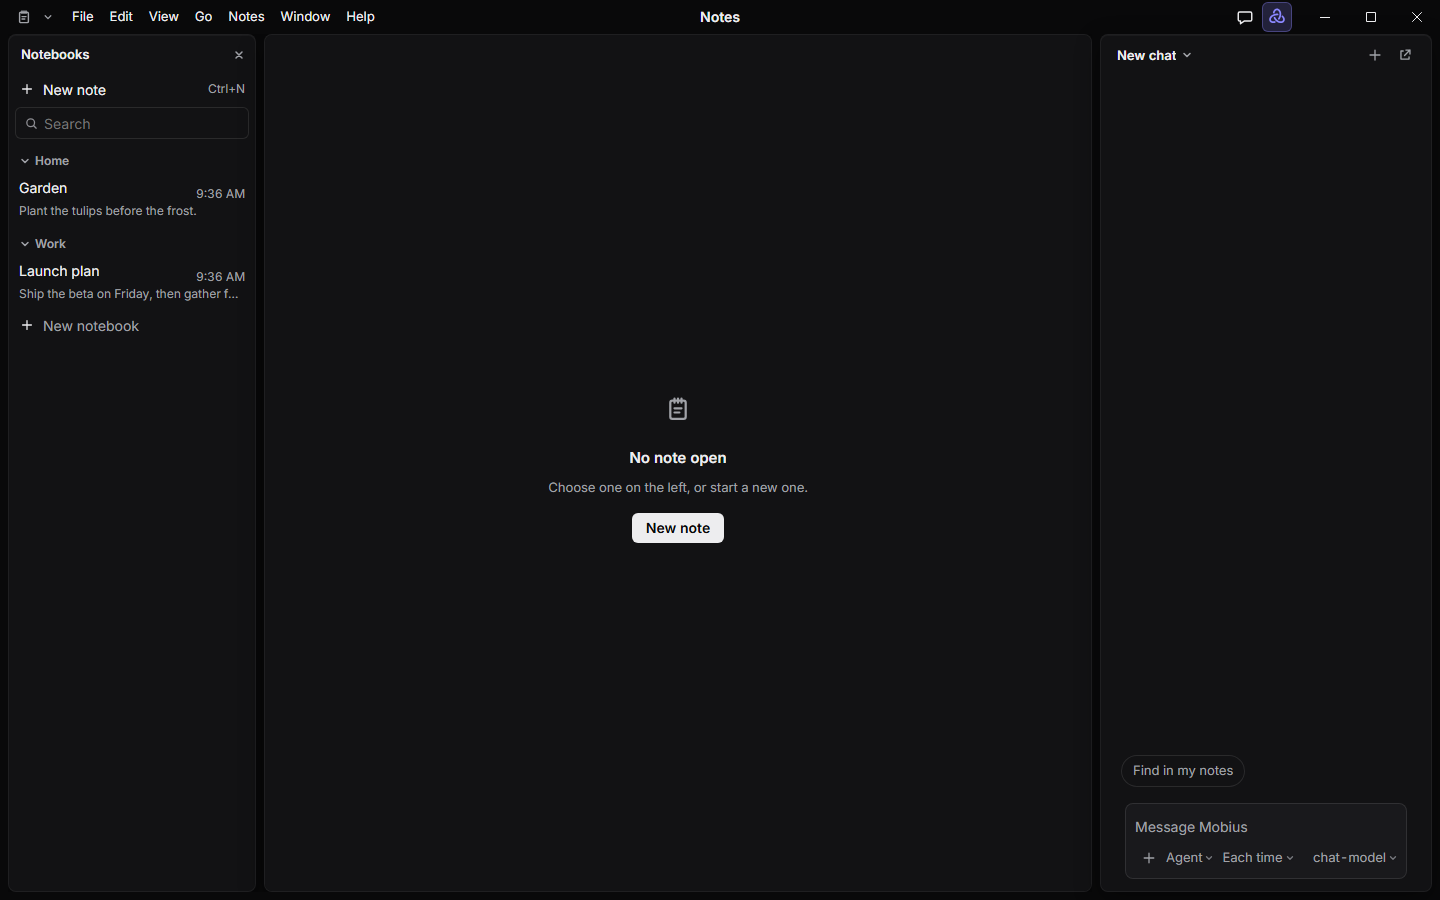 File Edit View Go Notes Window Help
Notes
Notebooks
New note Ctrl+N
Search
Home
Garden 9:36 AM
Plant the tulips before the frost.
Work
Launch plan 9:36 AM
Ship the beta on Friday, then gather f...
New notebook
No note open
Choose one on the left, or start a new one.
New note
New chat
Find in my notes
Message Mobius
Agent Each time chat-model